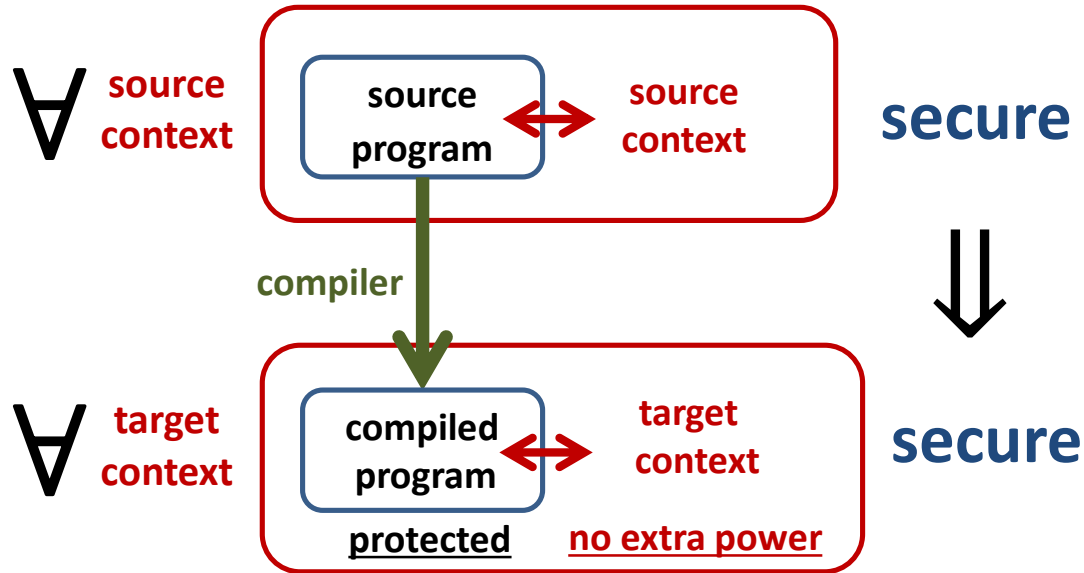 ∀ source context
source program
source context
secure
compiler
⇓
∀ target context
compiled program
target context
secure
protected
no extra power